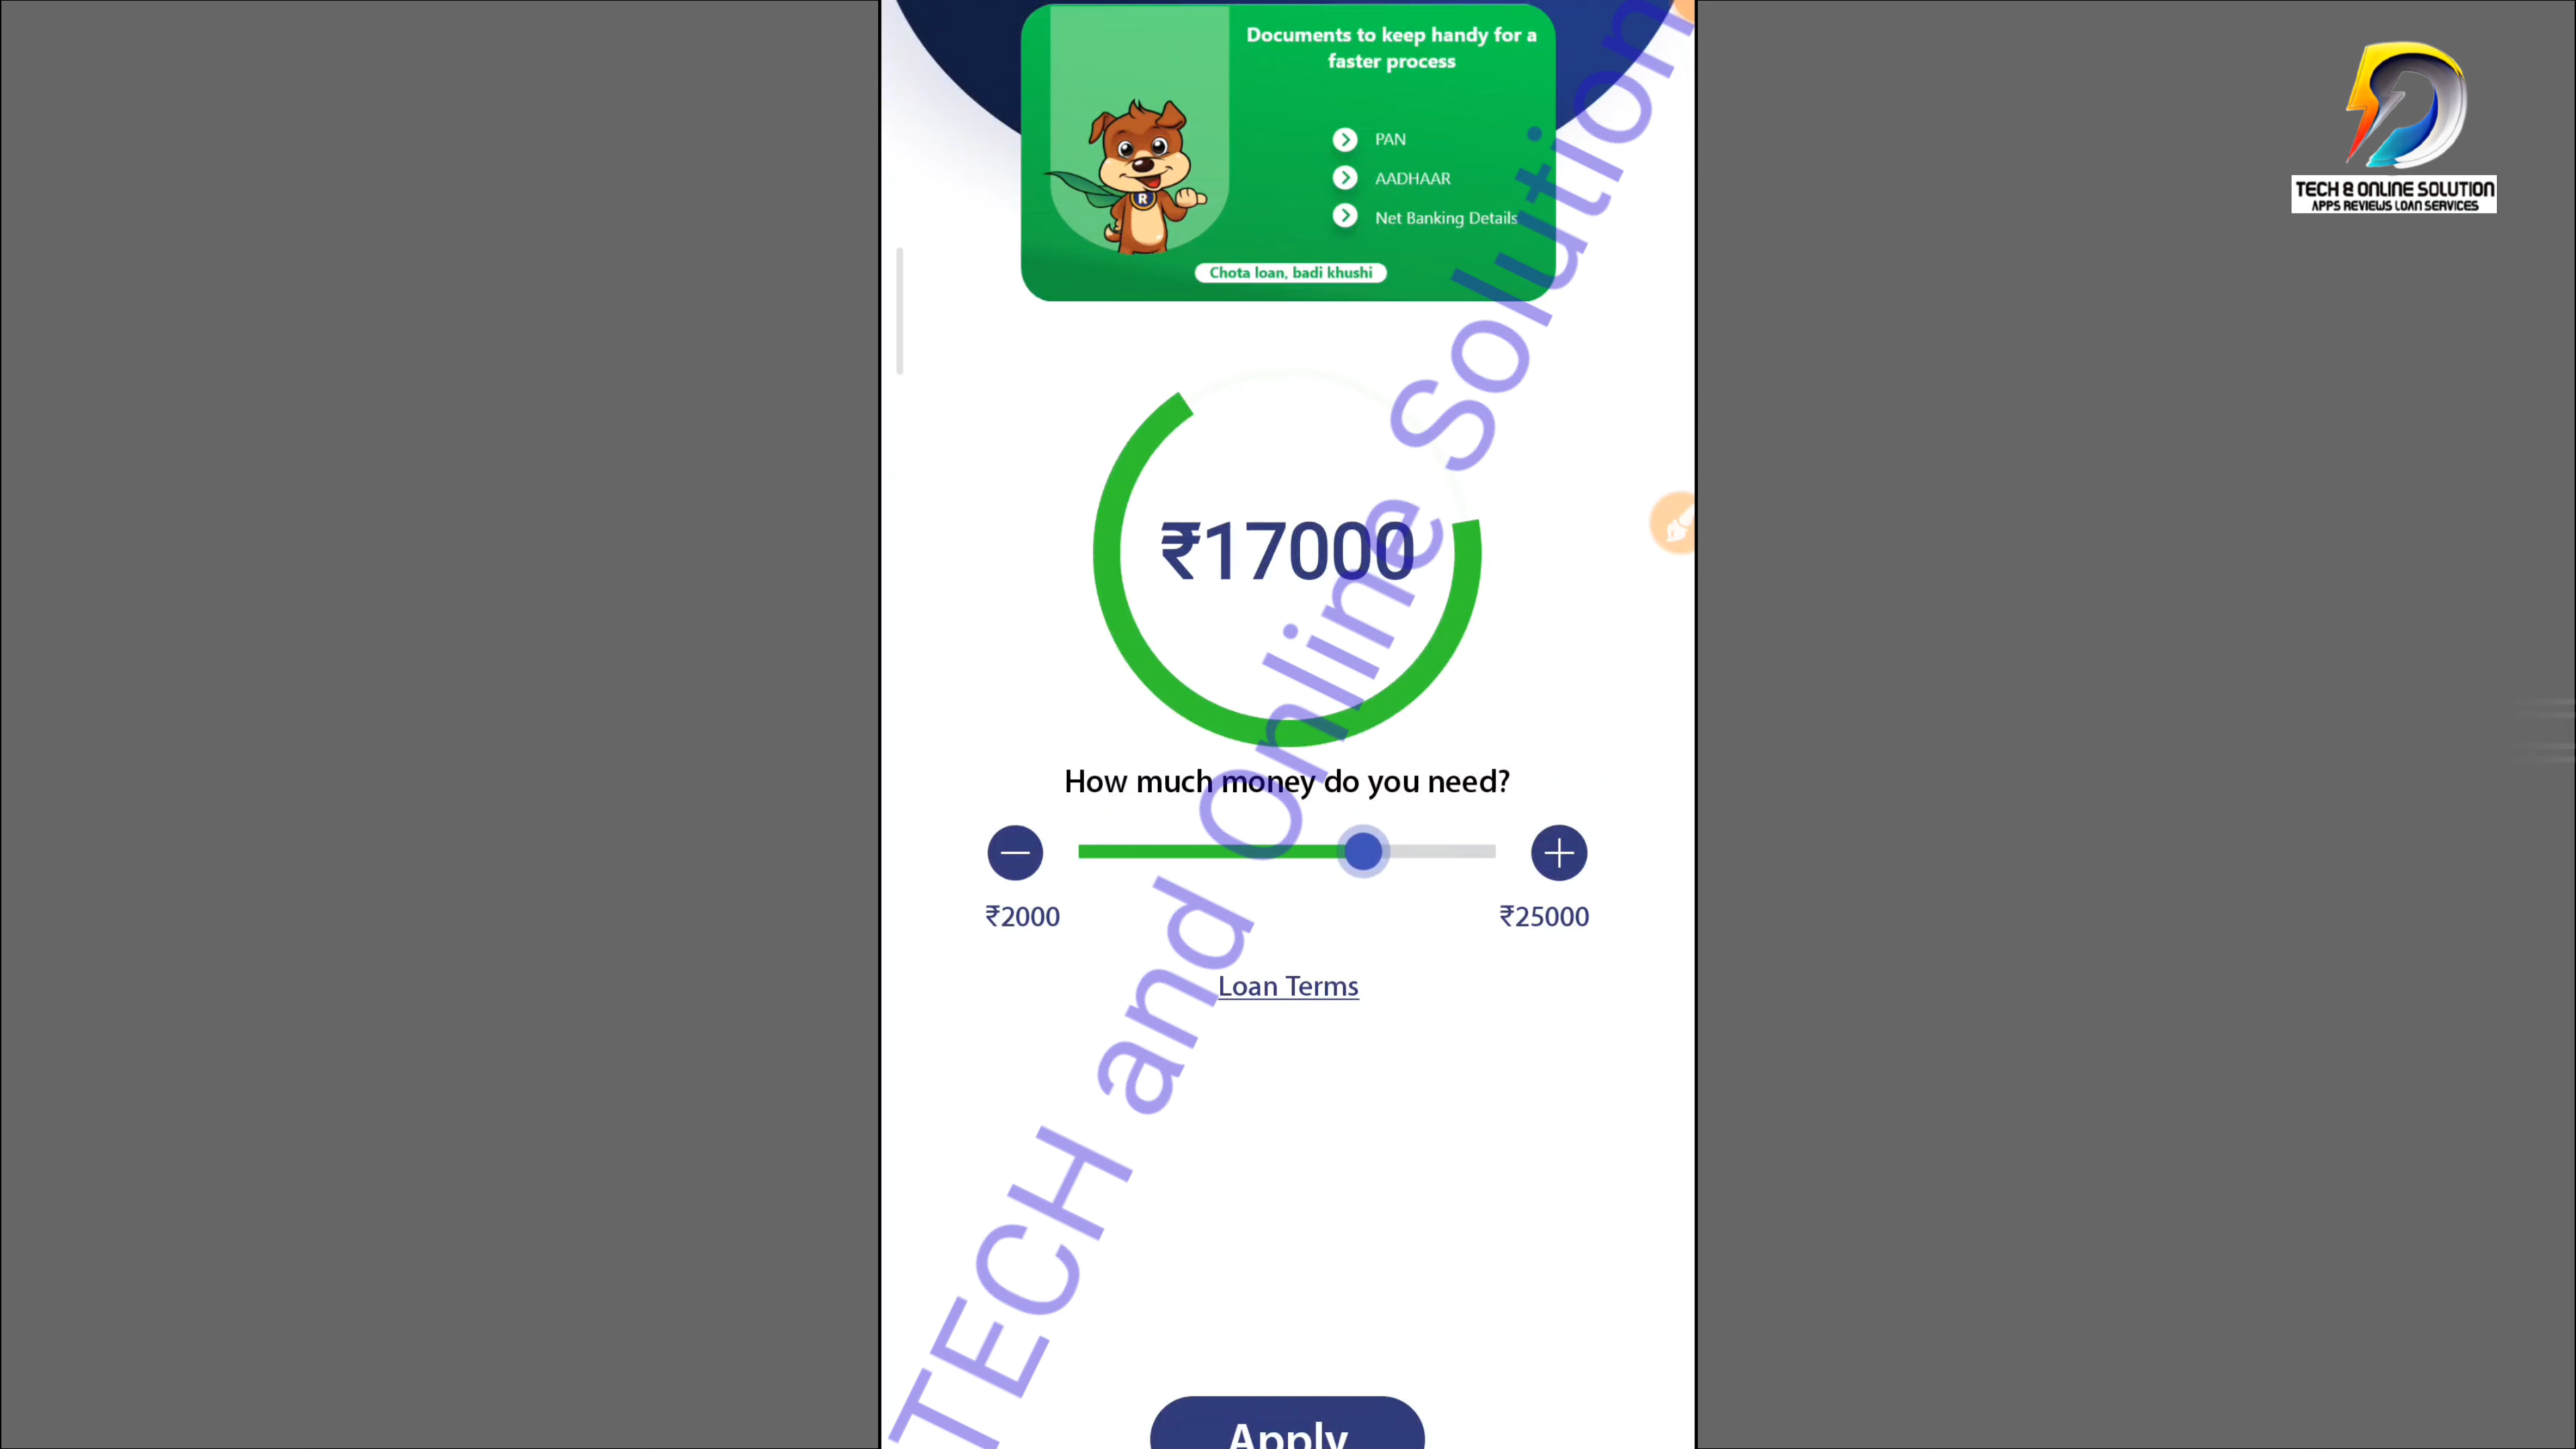 Documents to keep handy for a
faster process
PAN
AADHAAR
Net Banking Details
R
Chota loan, badi khushi
TECH & ONLINE SOLUTION
APPS REVIEWS LOAN SERVICES
₹17000
How much money do you need?
₹2000
₹25000
Loan Terms
Apply
TECH and Online Solution